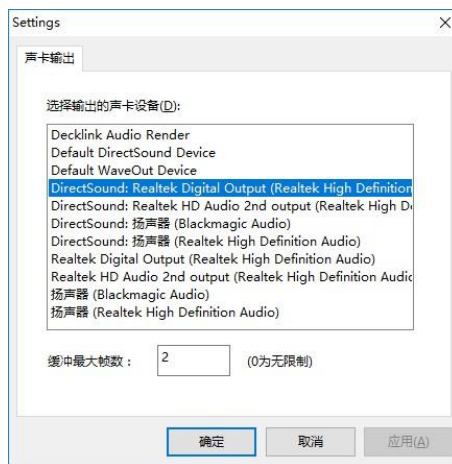 Settings
声卡输出
选择输出的声卡设备(D):
Decklink Audio Render
Default DirectSound Device
Default WaveOut Device
DirectSound: Realtek Digital Output (Realtek High Definition
DirectSound: Realtek HD Audio 2nd output (Realtek High D
DirectSound: 扬声器 (Blackmagic Audio)
DirectSound: 扬声器 (Realtek High Definition Audio)
Realtek Digital Output (Realtek High Definition Audio)
Realtek HD Audio 2nd output (Realtek High Definition Audio
扬声器 (Blackmagic Audio)
扬声器 (Realtek High Definition Audio)
缓冲最大帧数： 2 (0为无限制)
确定 取消 应用(A)